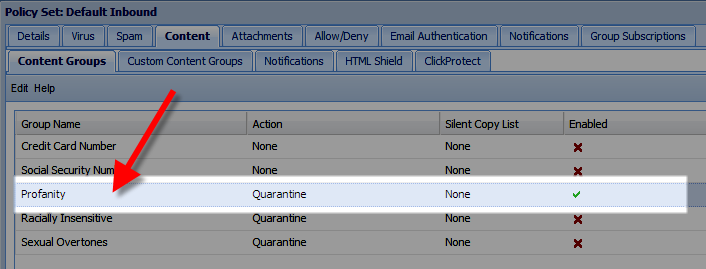 Policy Set: Default Inbound
Details Virus Spam Content Attachments Allow/Deny Email Authentication Notifications Group Subscriptions
Content Groups Custom Content Groups Notifications HTML Shield ClickProtect
Edit Help
Group Name Action Silent Copy List Enabled
Credit Card Number None None
Social Security Num None None
Profanity Quarantine None
Racially Insensitive Quarantine None
Sexual Overtones Quarantine None